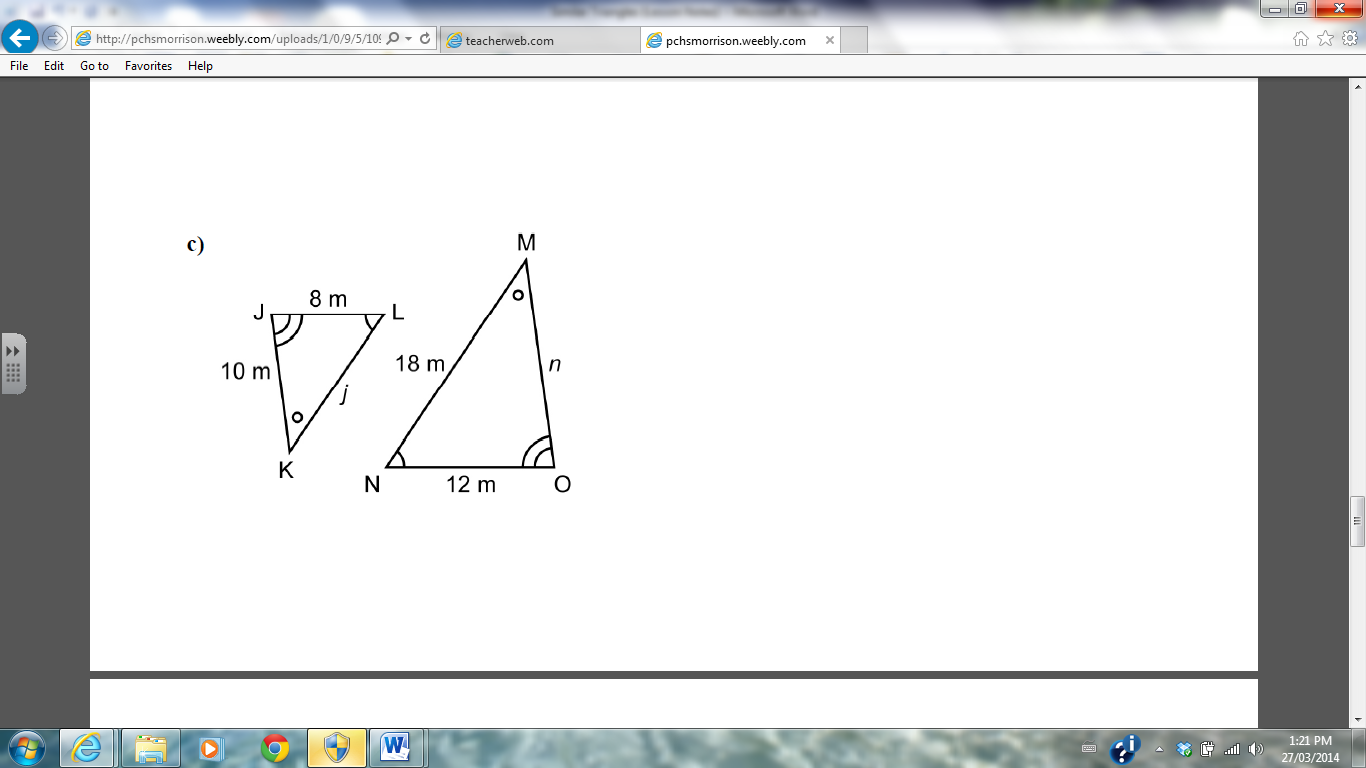 http://pchsmorrison.weebly.com/uploads/1/0/9/5/109
teacherweb.com
pchsmorrison.weebly.com
File Edit Go to Favorites Help
c)
M
J 8 m L
10 m
18 m
n
j
K
N 12 m O
1:21 PM
27/03/2014